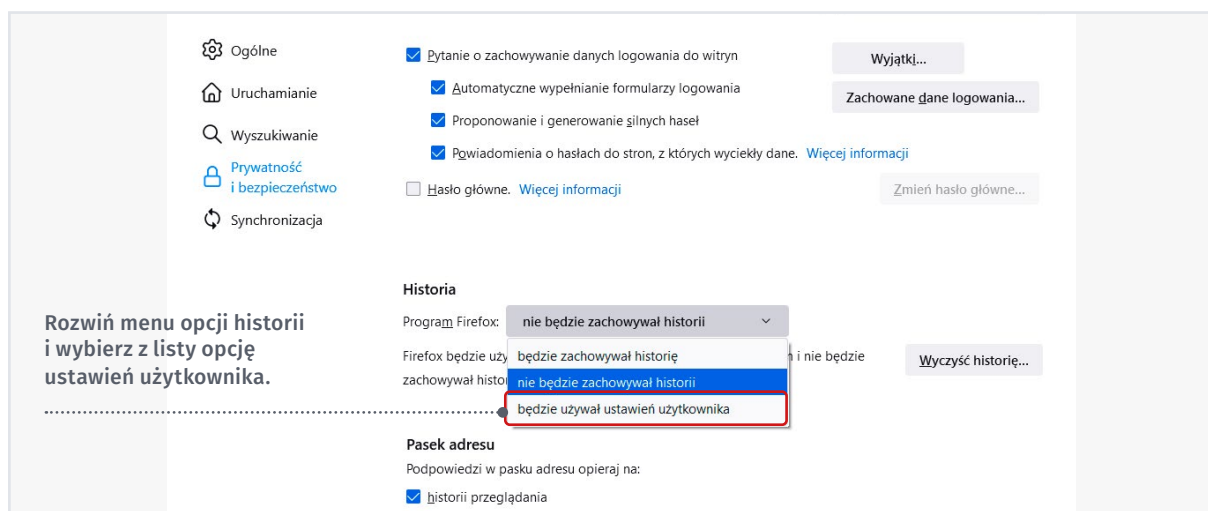 Ogólne
Uruchamianie
Wyszukiwanie
Prywatność
i bezpieczeństwo
Synchronizacja
Pytanie o zachowywanie danych logowania do witryn
Wyjątki...
Automatyczne wypełnianie formularzy logowania
Zachowane dane logowania...
Proponowanie i generowanie silnych haseł
Powiadomienia o hasłach do stron, z których wyciekły dane. Więcej informacji
Hasło główne. Więcej informacji
Zmień hasło główne...
Rozwiń menu opcji historii
i wybierz z listy opcję
ustawień użytkownika.
Historia
Program Firefox: nie będzie zachowywał historii
Firefox będzie uży
i nie będzie
zachowywał histo
będzie zachowywał historię
nie będzie zachowywał historii
będzie używał ustawień użytkownika
Wyczyść historię...
Pasek adresu
Podpowiedzi w pasku adresu opieraj na:
historii przeglądania